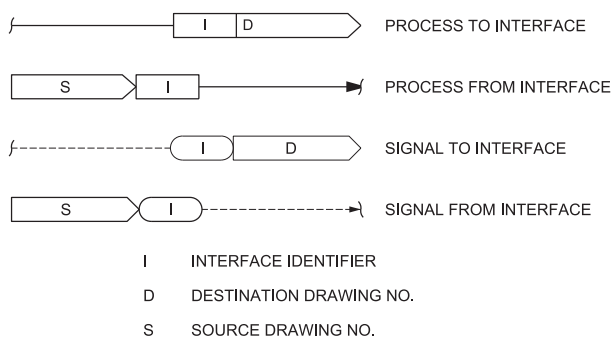 I D PROCESS TO INTERFACE
S I PROCESS FROM INTERFACE
I D SIGNAL TO INTERFACE
S I SIGNAL FROM INTERFACE
I INTERFACE IDENTIFIER
D DESTINATION DRAWING NO.
S SOURCE DRAWING NO.